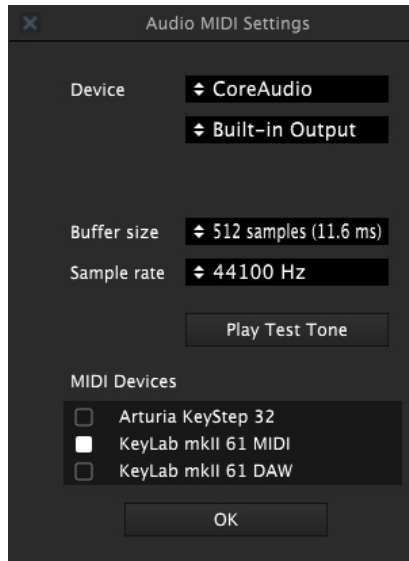 Audio MIDI Settings
Device
CoreAudio
Built-in Output
Buffer size
512 samples (11.6 ms)
Sample rate
44100 Hz
Play Test Tone
MIDI Devices
Arturia KeyStep 32
KeyLab mkII 61 MIDI
KeyLab mkII 61 DAW
OK